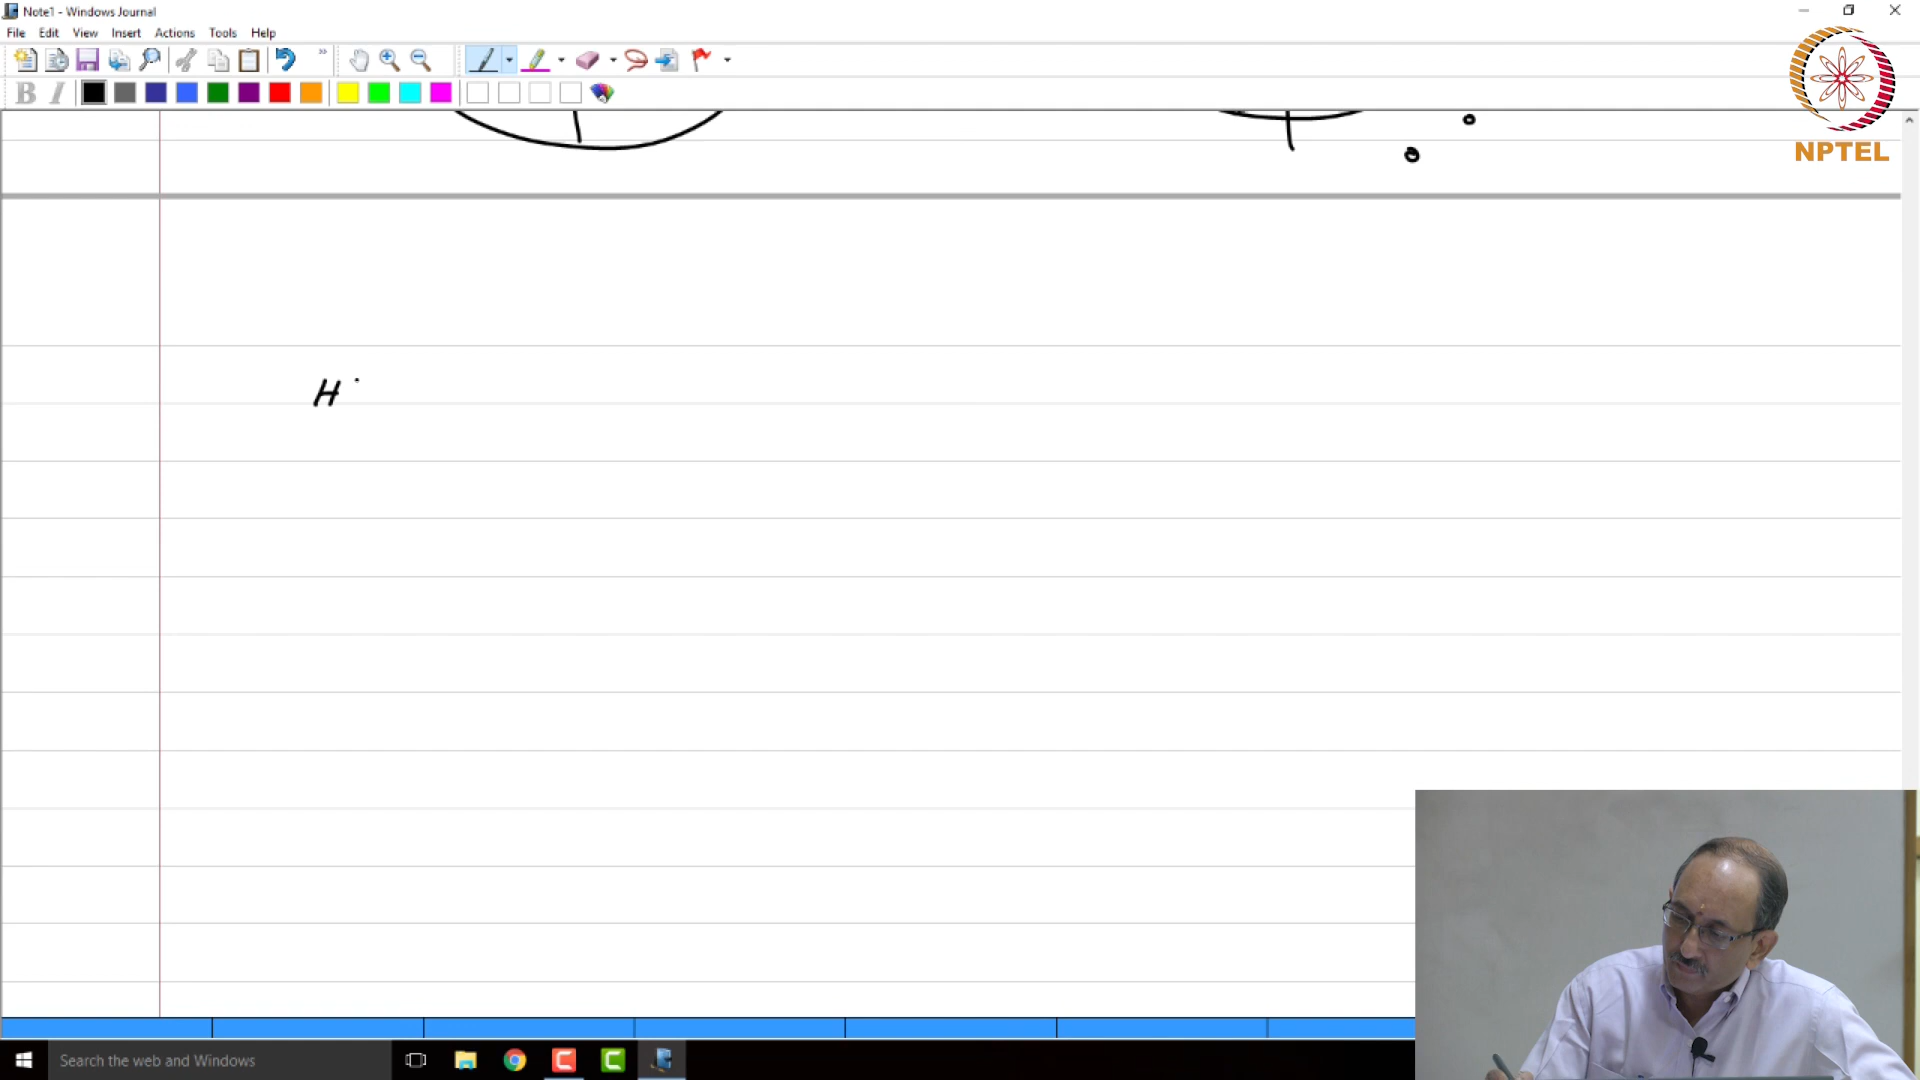 Note1 - Windows Journal
File Edit View Insert Actions Tools Help
B I
NPTEL
H
Search the web and Windows